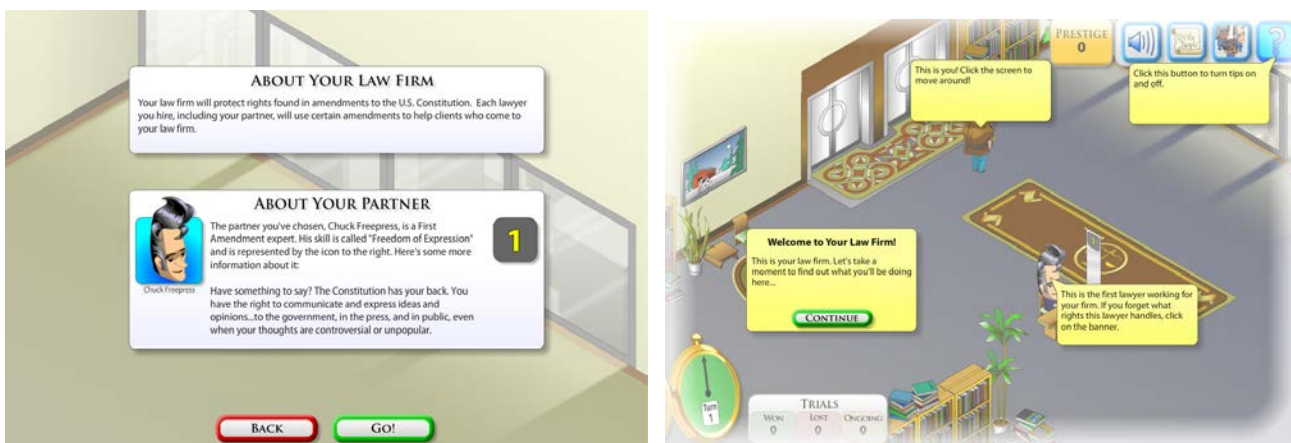 ABOUT YOUR LAW FIRM
Your law firm will protect rights found in amendments to the U.S. Constitution. Each lawyer
you hire, including your partner, will use certain amendments to help clients who come to
your law firm.
ABOUT YOUR PARTNER
The partner you've chosen, Chuck Freepress, is a First
Amendment expert. His skill is called "Freedom of Expression"
and is represented by the icon to the right. Here's some more
information about it:
1
Chuck Freepress
Have something to say? The Constitution has your back. You
have the right to communicate and express ideas and
opinions...to the government, in the press, and in public, even
when your thoughts are controversial or unpopular.
BACK
GO!
PRESTIGE
0
?
This is you! Click the screen to
move around!
Click this button to turn tips on
and off.
Welcome to Your Law Firm!
This is your law firm. Let's take a
moment to find out what you'll be doing
here...
CONTINUE
This is the first lawyer working for
your firm. If you forget what
rights this lawyer handles, click
on the banner.
Turn
1
TRIALS
WON LOST ONGOING
0 0 0